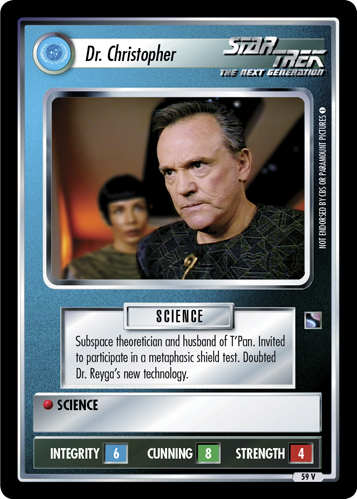 Dr. Christopher
STAR TREK
THE NEXT GENERATION
NOT ENDORSED BY CBS OR PARAMOUNT PICTURES
SCIENCE
Subspace theoretician and husband of T'Pan. Invited
to participate in a metaphasic shield test. Doubted
Dr. Reyga's new technology.
SCIENCE
INTEGRITY 6 CUNNING 8 STRENGTH 4
59 V